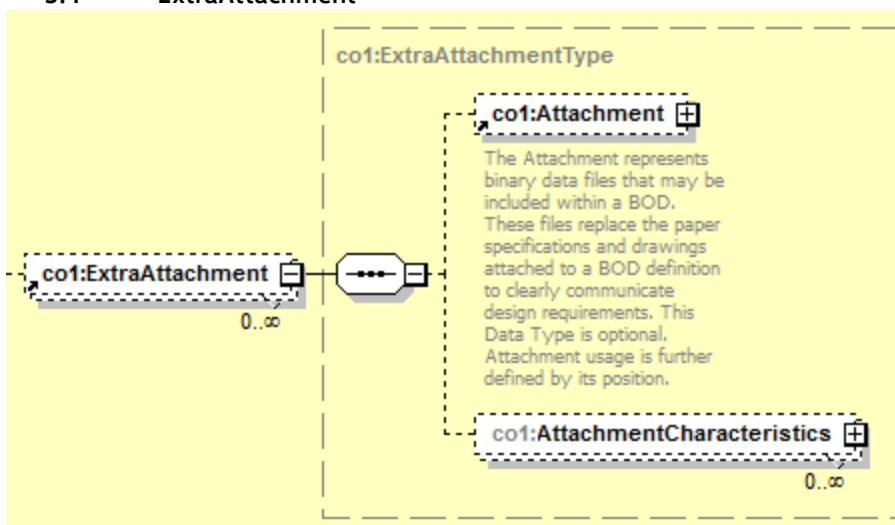 ExtraAttachment
co1:ExtraAttachmentType
co1:Attachment
The Attachment represents
binary data files that may be
included within a BOD.
These files replace the paper
specifications and drawings
attached to a BOD definition
to clearly communicate
design requirements. This
Data Type is optional.
Attachment usage is further
defined by its position.
co1:ExtraAttachment
0..∞
co1:AttachmentCharacteristics
0..∞